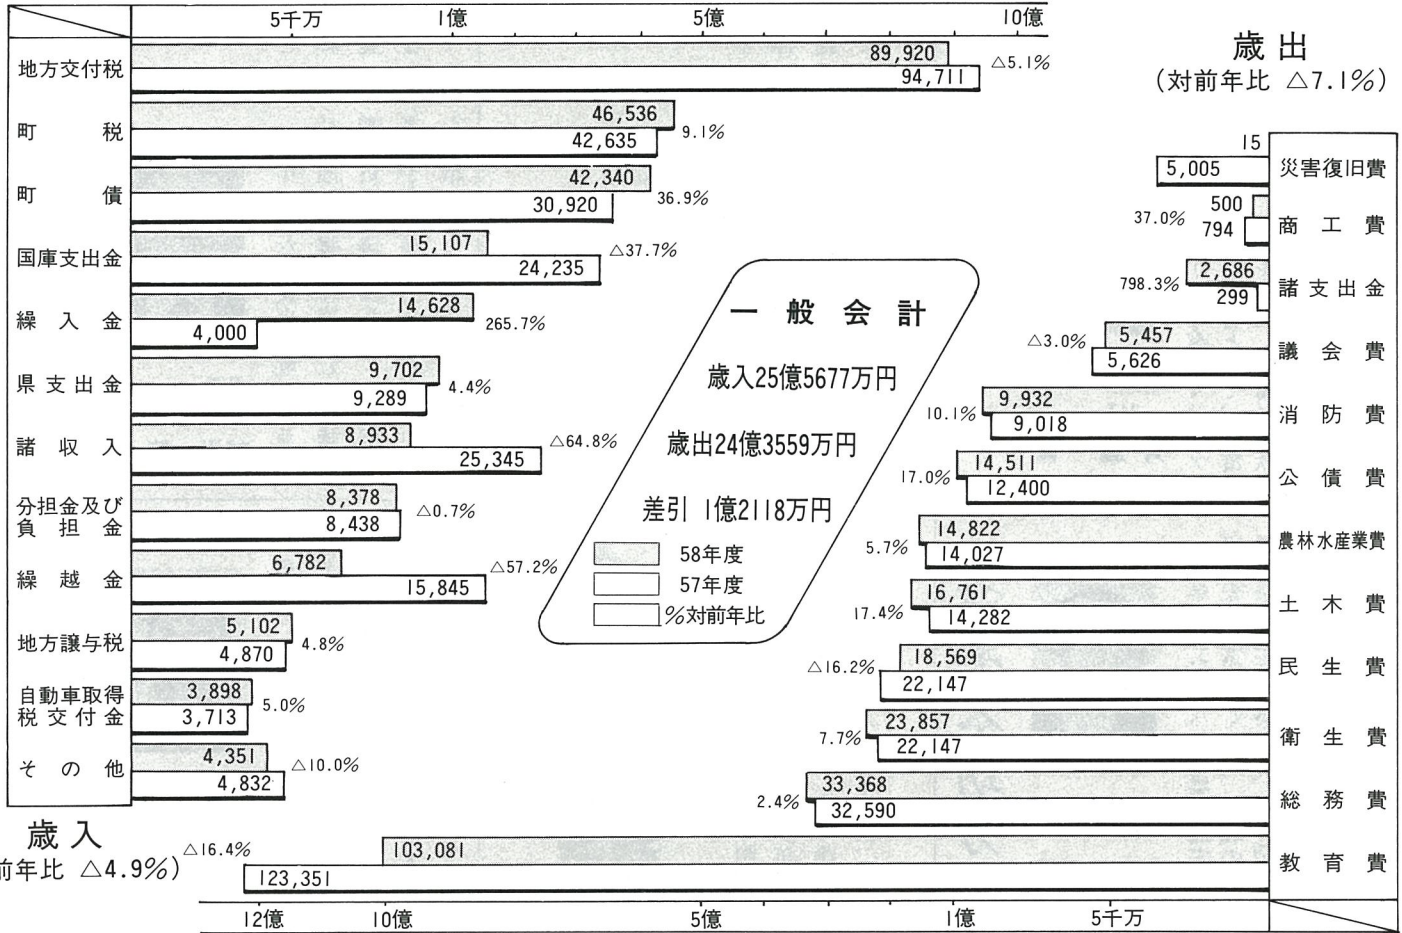 5千万 1億 5億 10億
地方交付税
89,920
94,711
△5.1%
町税
46,536
42,635
9.1%
町債
42,340
30,920
36.9%
国庫支出金
15,107
24,235
△37.7%
繰入金
14,628
4,000
265.7%
県支出金
9,702
9,289
4.4%
諸収入
8,933
25,345
△64.8%
分担金及び
負担金
8,378
8,438
△0.7%
繰越金
6,782
15,845
△57.2%
地方譲与税
5,102
4,870
4.8%
自動車取得
税交付金
3,898
3,713
5.0%
その他
4,351
4,832
△10.0%
歳入
前年比 △4.9%)
一般会計
歳入25億5677万円
歳出24億3559万円
差引 1億2118万円
58年度
57年度
%対前年比
歳出
(対前年比 △7.1%)
15
5,005
災害復旧費
500
794
37.0%
商工費
2,686
299
798.3%
諸支出金
5,457
5,626
△3.0%
議会費
9,932
9,018
10.1%
消防費
14,511
12,400
17.0%
公債費
14,822
14,027
5.7%
農林水産業費
16,761
14,282
17.4%
土木費
18,569
22,147
△16.2%
民生費
23,857
22,147
7.7%
衛生費
33,368
32,590
2.4%
総務費
103,081
123,351
△16.4%
教育費
12億 10億 5億 1億 5千万